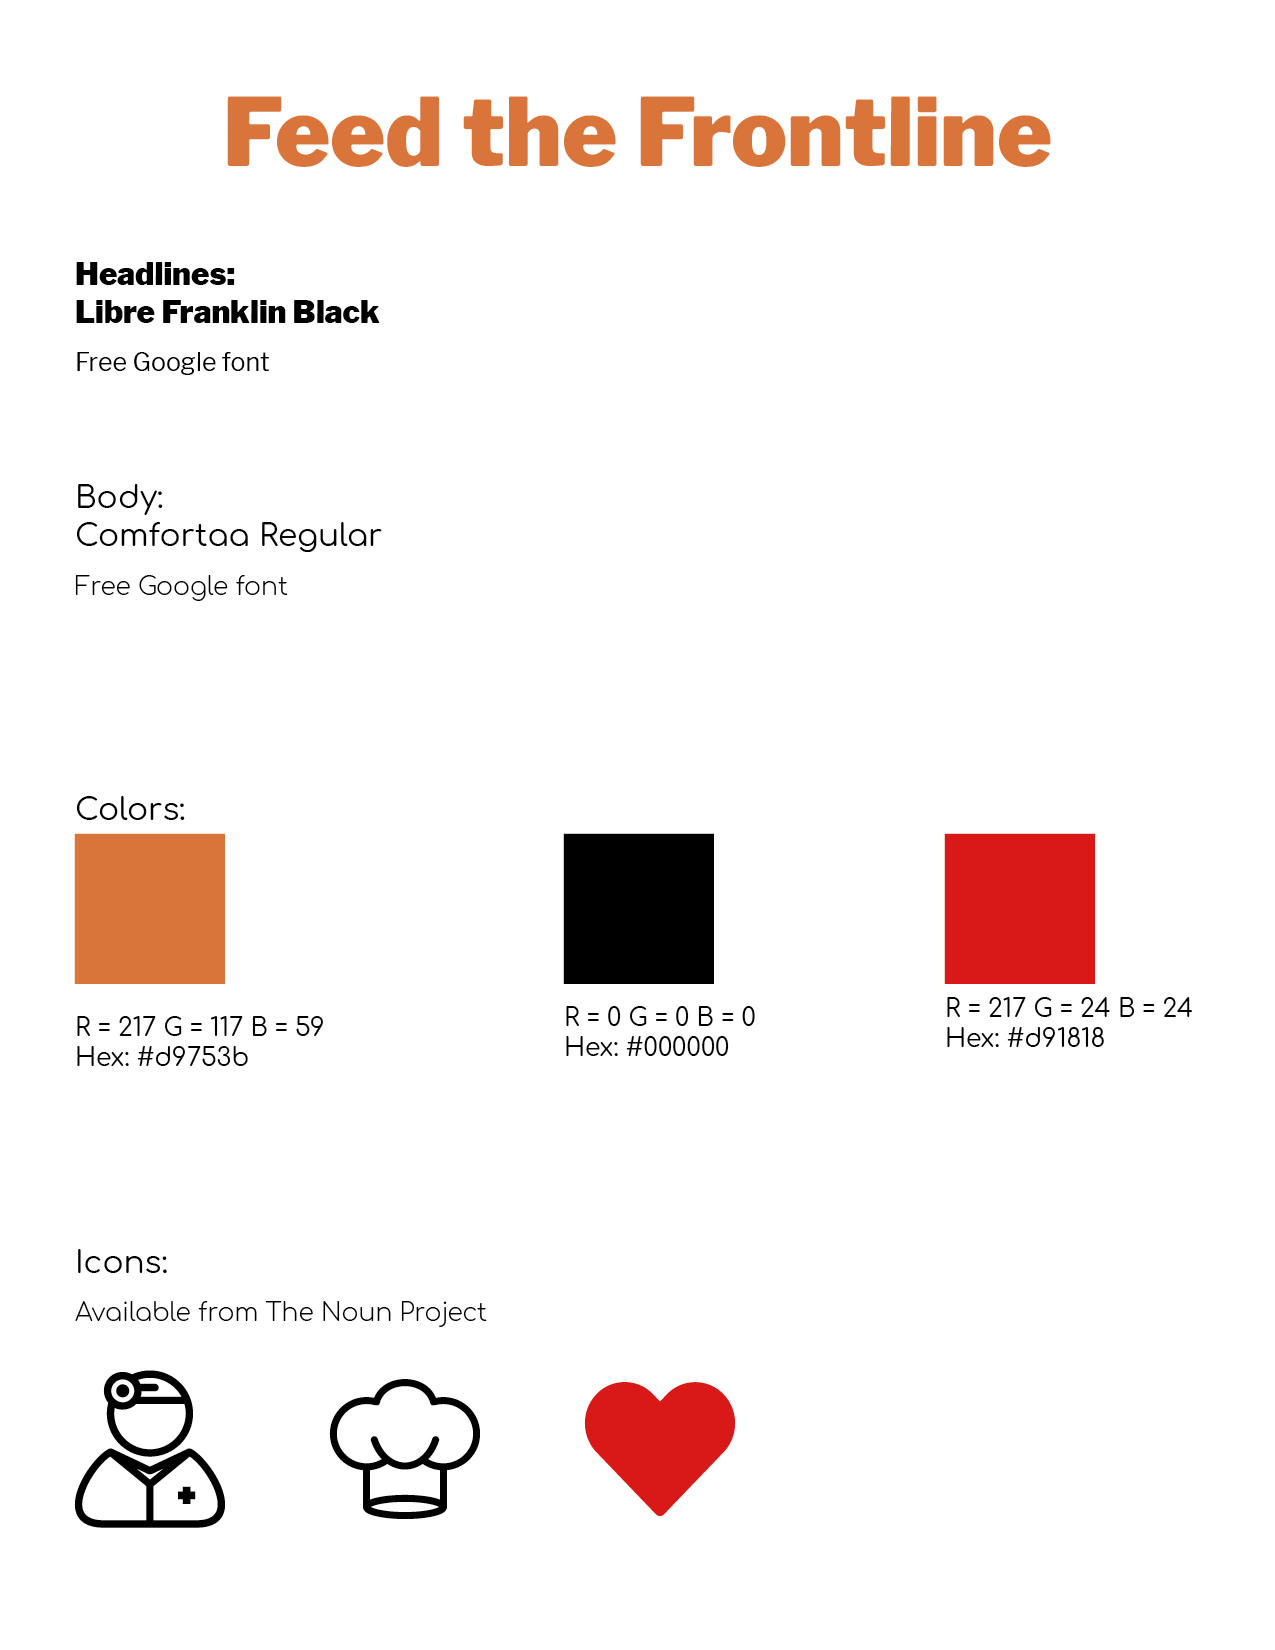 Feed the Frontline
Headlines:
Libre Franklin Black
Free Google font
Body:
Comfortaa Regular
Free Google font
Colors:
R = 217 G = 117 B = 59
Hex: #d9753b
R = 0 G = 0 B = 0
Hex: #000000
R = 217 G = 24 B = 24
Hex: #d91818
Icons:
Available from The Noun Project